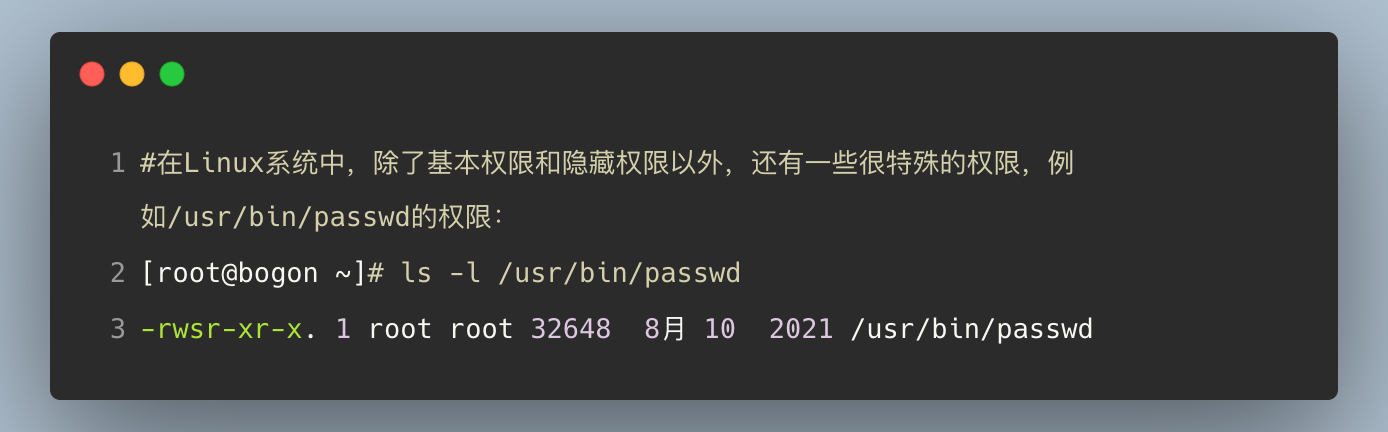 1 #在Linux系统中，除了基本权限和隐藏权限以外，还有一些很特殊的权限，例
如/usr/bin/passwd的权限：
2 [root@bogon ~]# ls -l /usr/bin/passwd
3 -rwsr-xr-x. 1 root root 32648  8月 10  2021 /usr/bin/passwd